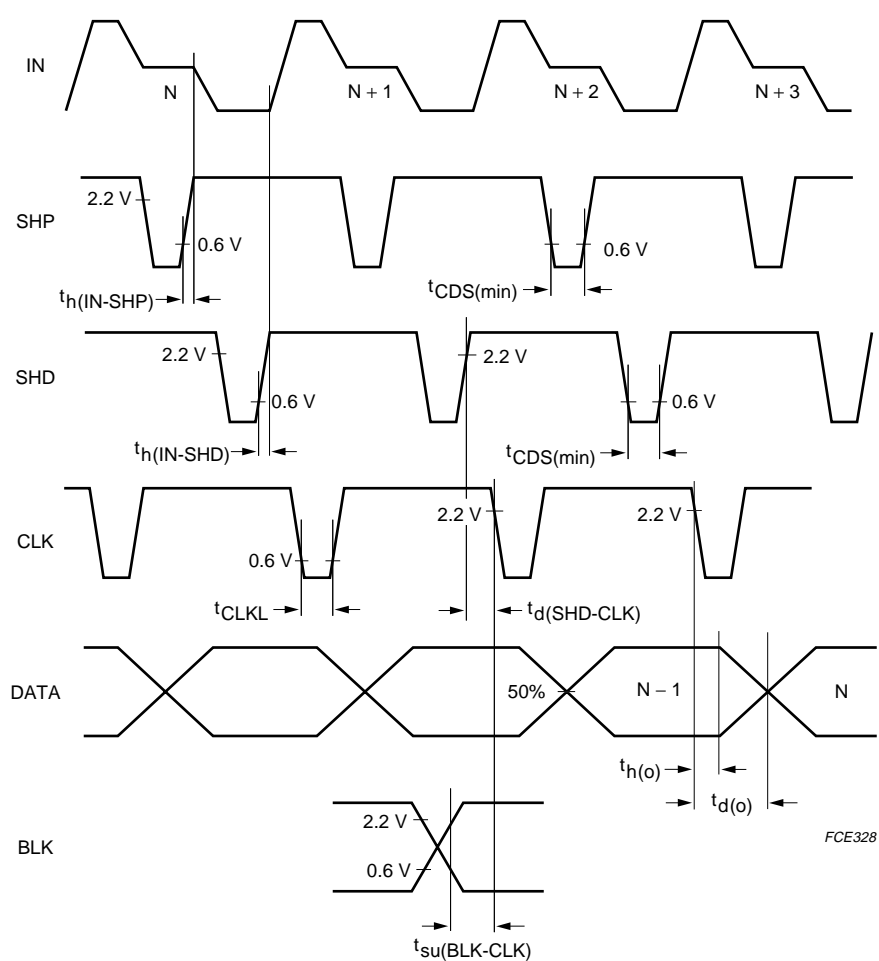 IN
N
N + 1
N + 2
N + 3
SHP
2.2 V
0.6 V
0.6 V
th(IN-SHP)
tCDS(min)
SHD
2.2 V
2.2 V
0.6 V
0.6 V
th(IN-SHD)
tCDS(min)
CLK
2.2 V
2.2 V
0.6 V
tCLKL
td(SHD-CLK)
DATA
50%
N − 1
N
th(o)
td(o)
BLK
2.2 V
0.6 V
FCE328
tsu(BLK-CLK)